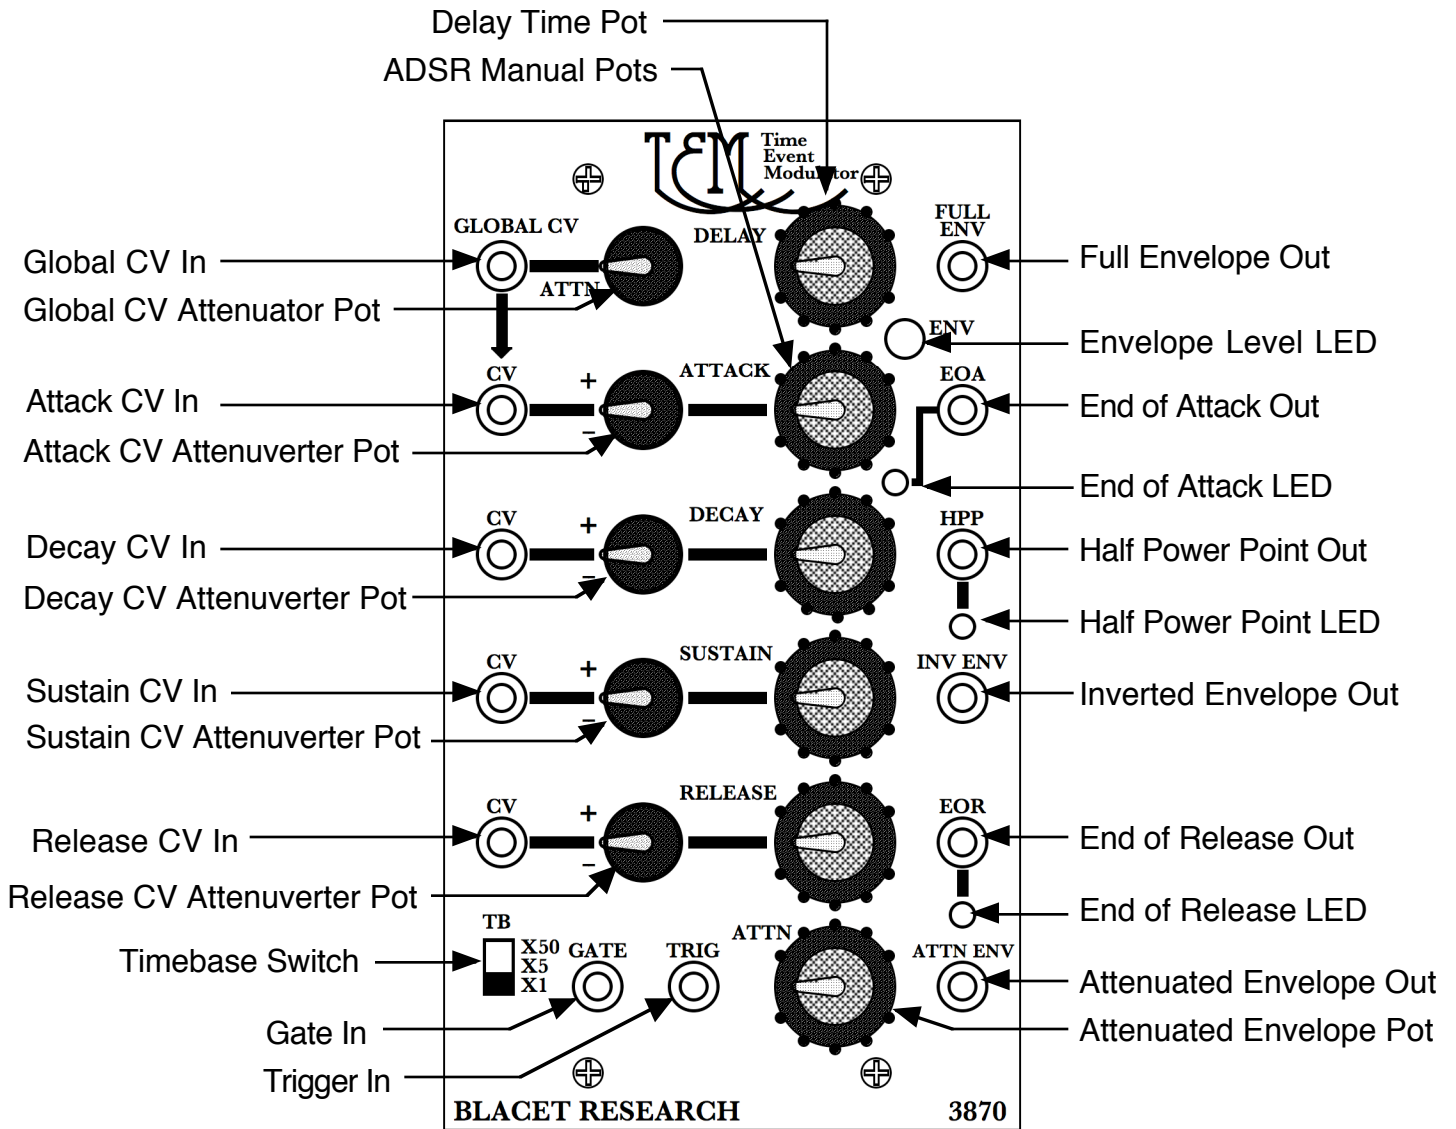 Delay Time Pot
ADSR Manual Pots
TEM Time
Event
Modulator
GLOBAL CV
DELAY
FULL
ENV
Global CV In
Full Envelope Out
ATTN
Global CV Attenuator Pot
ENV
Envelope Level LED
CV
+
ATTACK
EOA
Attack CV In
End of Attack Out
–
Attack CV Attenuverter Pot
End of Attack LED
CV
+
DECAY
HPP
Decay CV In
Half Power Point Out
–
Decay CV Attenuverter Pot
Half Power Point LED
CV
+
SUSTAIN
INV ENV
Sustain CV In
Inverted Envelope Out
–
Sustain CV Attenuverter Pot
CV
+
RELEASE
EOR
Release CV In
End of Release Out
–
Release CV Attenuverter Pot
End of Release LED
TB
ATTN
X50
X5
X1
GATE
TRIG
ATTN ENV
Timebase Switch
Attenuated Envelope Out
Gate In
Attenuated Envelope Pot
Trigger In
BLACET RESEARCH
3870